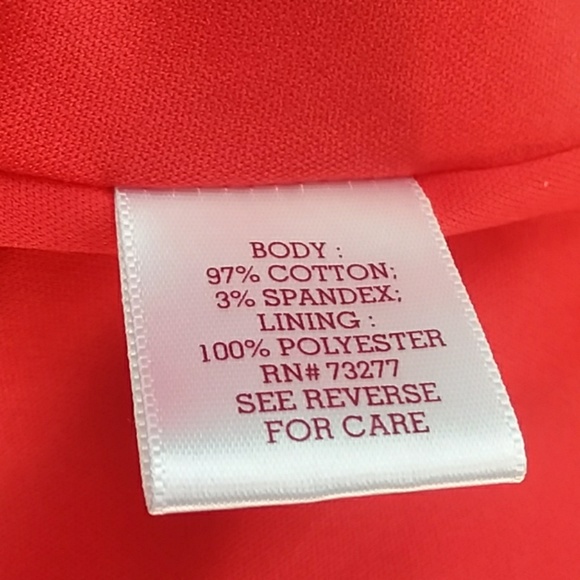 BODY :
97% COTTON;
3% SPANDEX;
LINING :
100% POLYESTER
RN# 73277
SEE REVERSE
FOR CARE